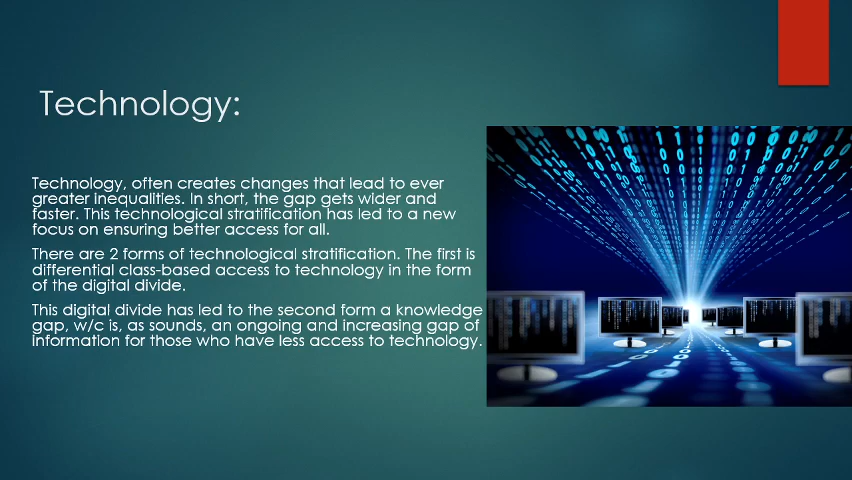 Technology:
Technology, often creates changes that lead to ever
greater inequalities. In short, the gap gets wider and
faster. This technological stratification has led to a new
focus on ensuring better access for all.
There are 2 forms of technological stratification. The first is
differential class-based access to technology in the form
of the digital divide.
This digital divide has led to the second form a knowledge
gap, w/c is, as sounds, an ongoing and increasing gap of
information for those who have less access to technology.